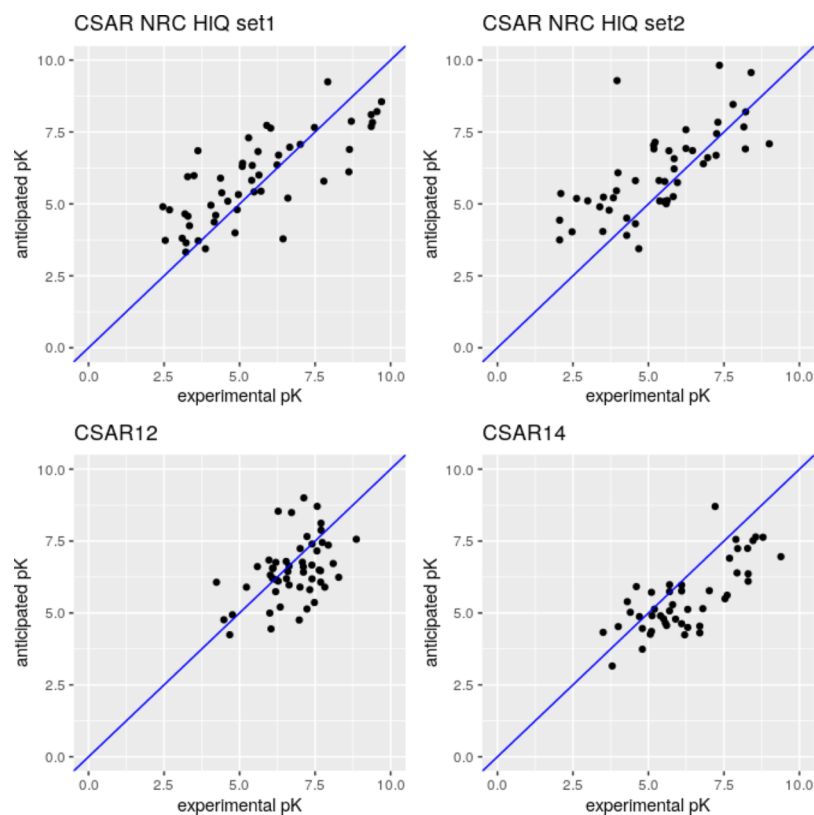 CSAR NRC HIQ set1
10.0
7.5
5.0
2.5
0.0
anticipated pK
0.0 2.5 5.0 7.5 10.0
experimental pK
CSAR NRC HIQ set2
10.0
7.5
5.0
2.5
0.0
anticipated pK
0.0 2.5 5.0 7.5 10.0
experimental pK
CSAR12
10.0
7.5
5.0
2.5
0.0
anticipated pK
0.0 2.5 5.0 7.5 10.0
experimental pK
CSAR14
10.0
7.5
5.0
2.5
0.0
anticipated pK
0.0 2.5 5.0 7.5 10.0
experimental pK